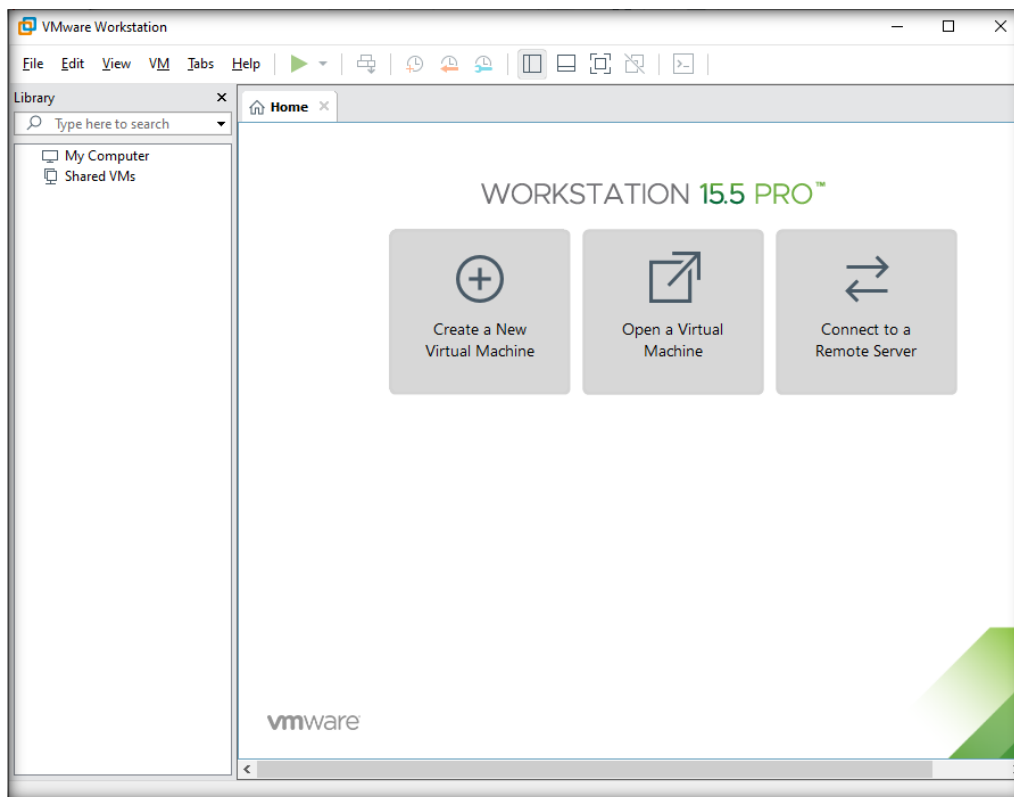 VMware Workstation
File Edit View VM Tabs Help
Library
Type here to search
My Computer
Shared VMs
Home
WORKSTATION 15.5 PRO™
Create a New
Virtual Machine
Open a Virtual
Machine
Connect to a
Remote Server
vmware